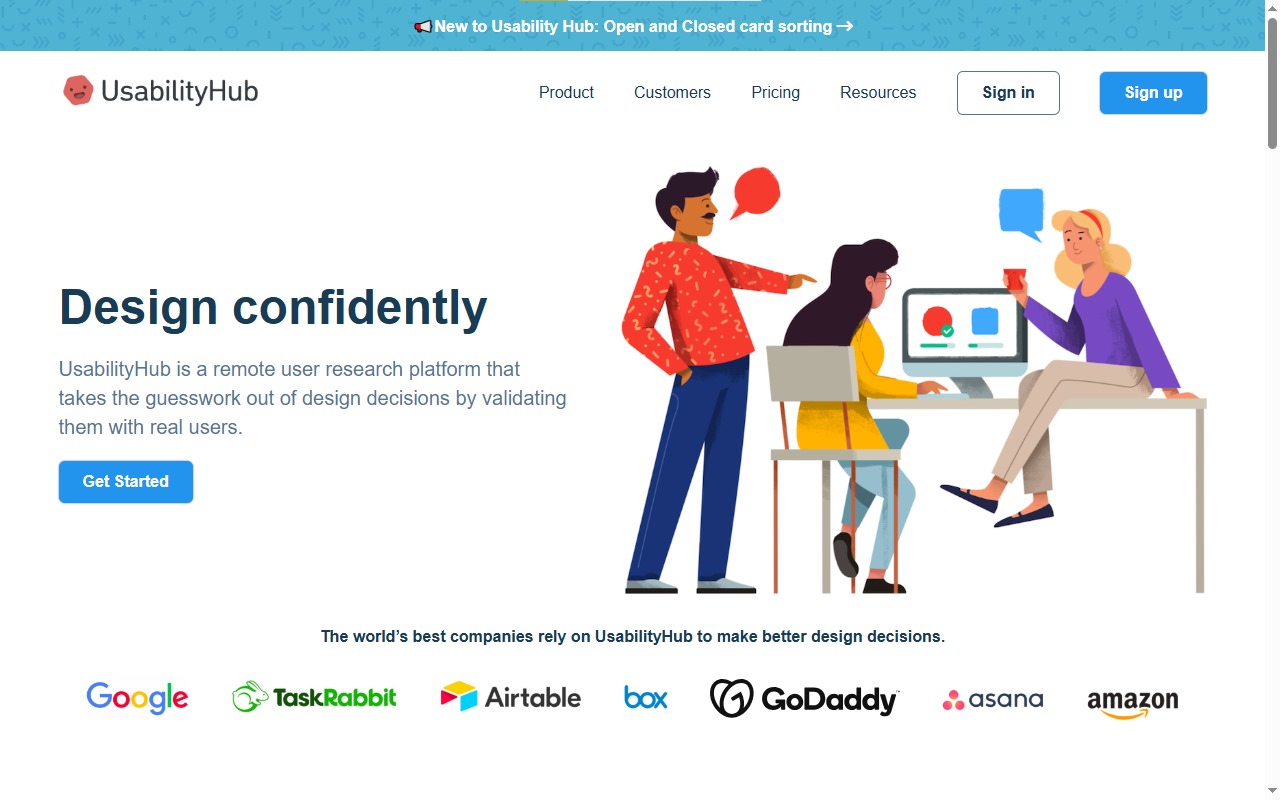 New to Usability Hub: Open and Closed card sorting →
UsabilityHub
Product
Customers
Pricing
Resources
Sign in
Sign up
Design confidently
UsabilityHub is a remote user research platform that
takes the guesswork out of design decisions by validating
them with real users.
Get Started
The world’s best companies rely on UsabilityHub to make better design decisions.
Google
TaskRabbit
Airtable
box
GoDaddy
asana
amazon